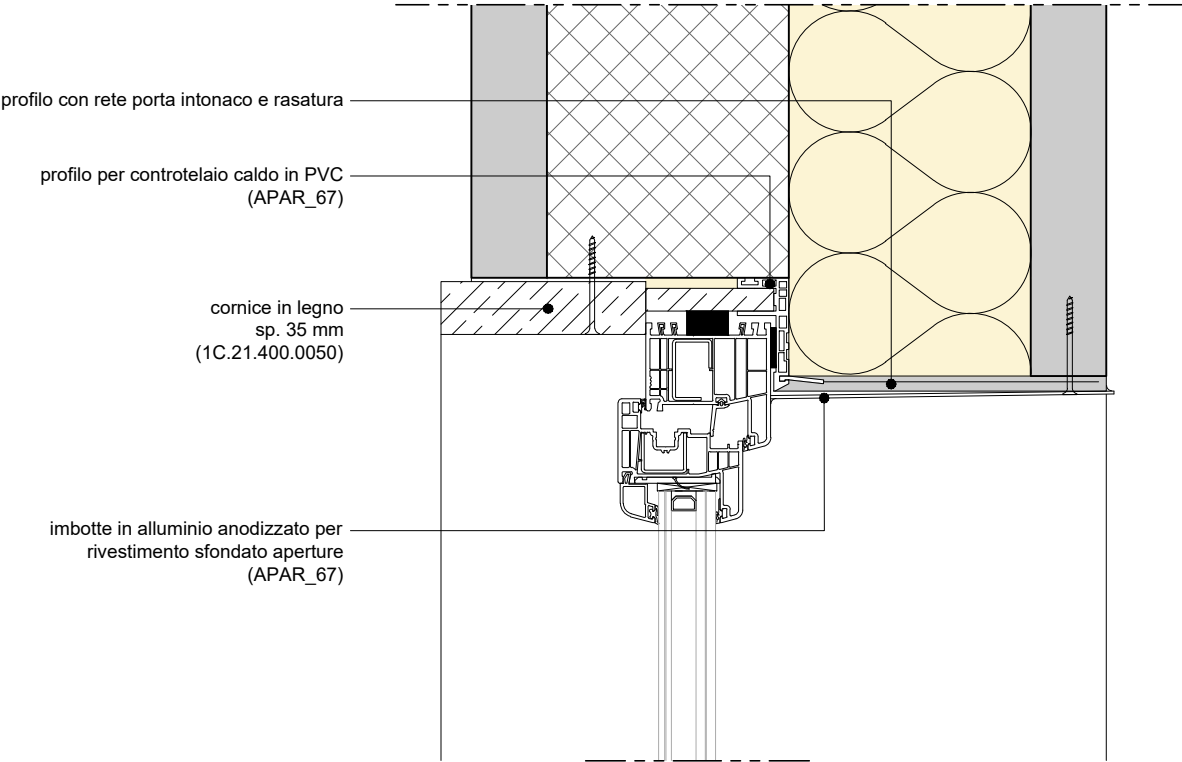 profilo con rete porta intonaco e rasatura
profilo per controtelaio caldo in PVC
(APAR_67)
cornice in legno
sp. 35 mm
(1C.21.400.0050)
imbotte in alluminio anodizzato per
rivestimento sfondato aperture
(APAR_67)